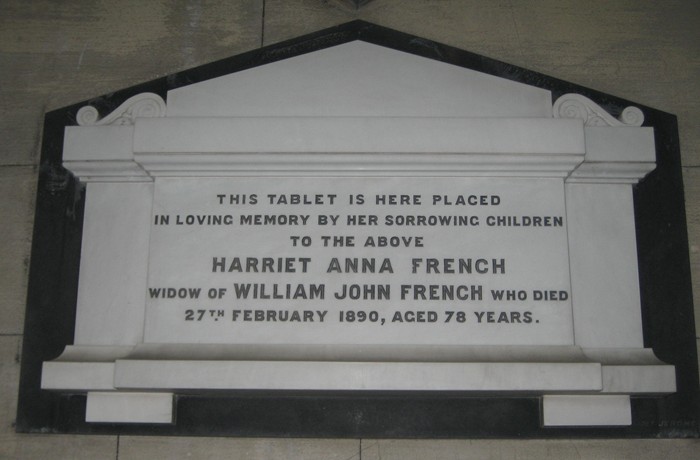 THIS TABLET IS HERE PLACED
IN LOVING MEMORY BY HER SORROWING CHILDREN
TO THE ABOVE
HARRIET ANNA FRENCH
WIDOW OF WILLIAM JOHN FRENCH WHO DIED
27TH FEBRUARY 1890, AGED 78 YEARS.